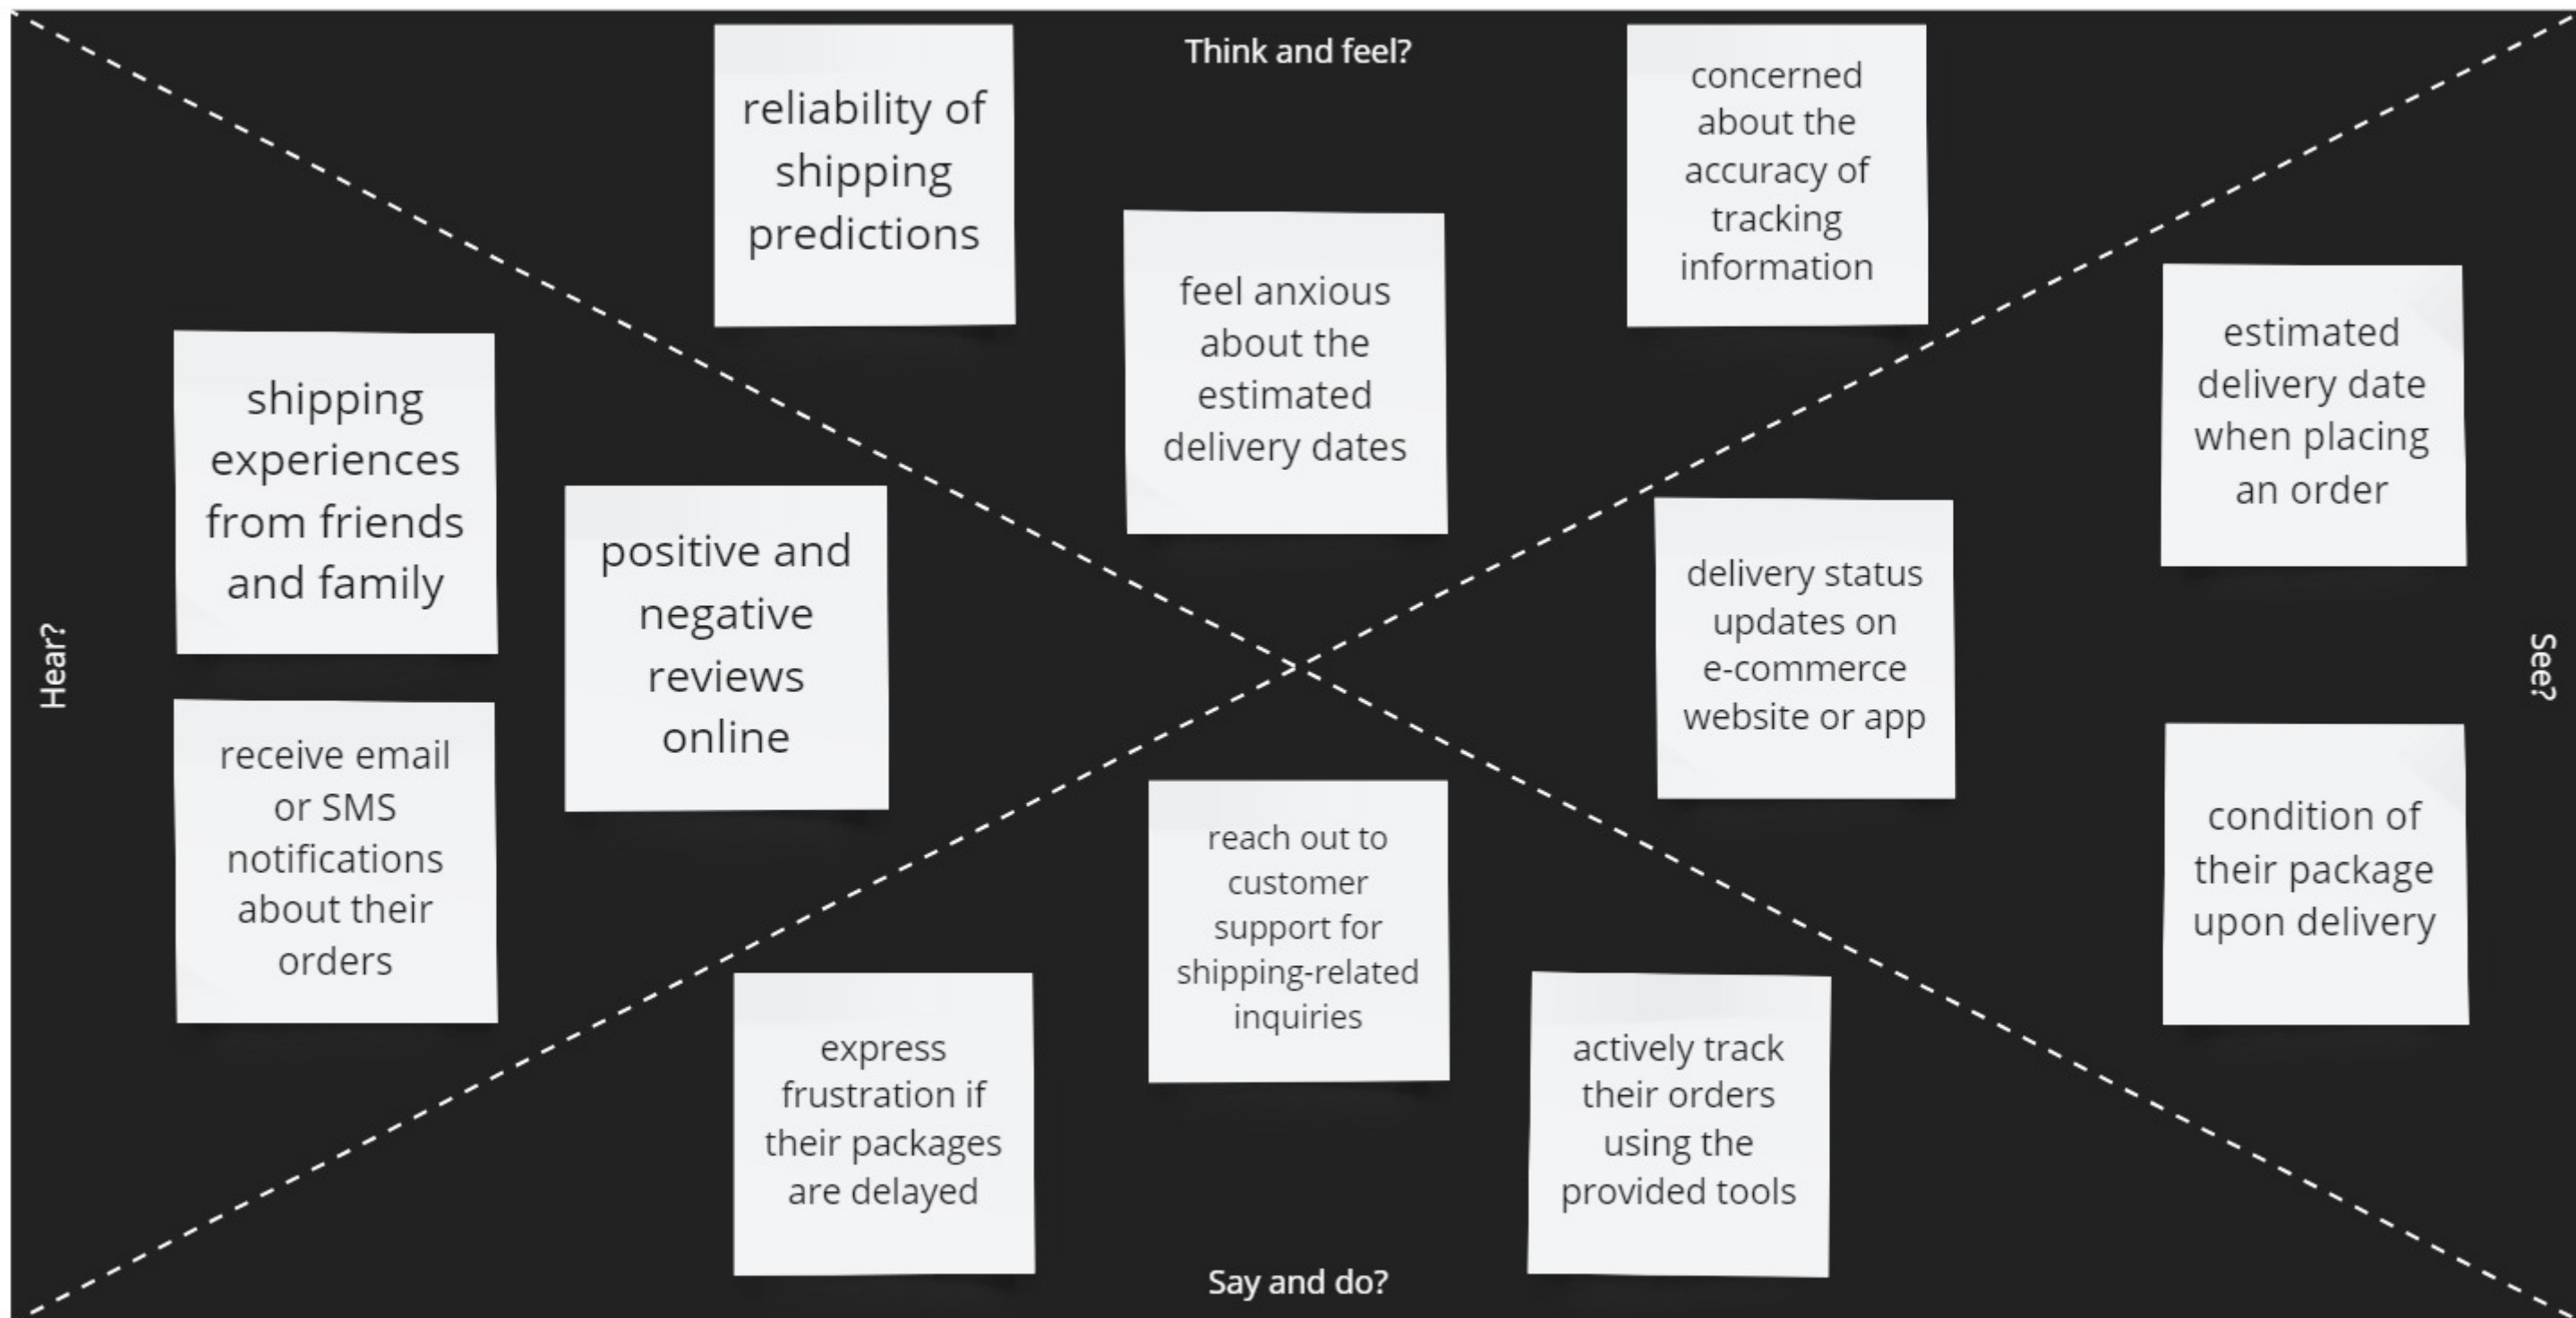 Think and feel?
reliability of
shipping
predictions
feel anxious
about the
estimated
delivery dates
concerned
about the
accuracy of
tracking
information
Hear?
shipping
experiences
from friends
and family
positive and
negative
reviews
online
receive email
or SMS
notifications
about their
orders
See?
estimated
delivery date
when placing
an order
delivery status
updates on
e-commerce
website or app
condition of
their package
upon delivery
reach out to
customer
support for
shipping-related
inquiries
express
frustration if
their packages
are delayed
actively track
their orders
using the
provided tools
Say and do?